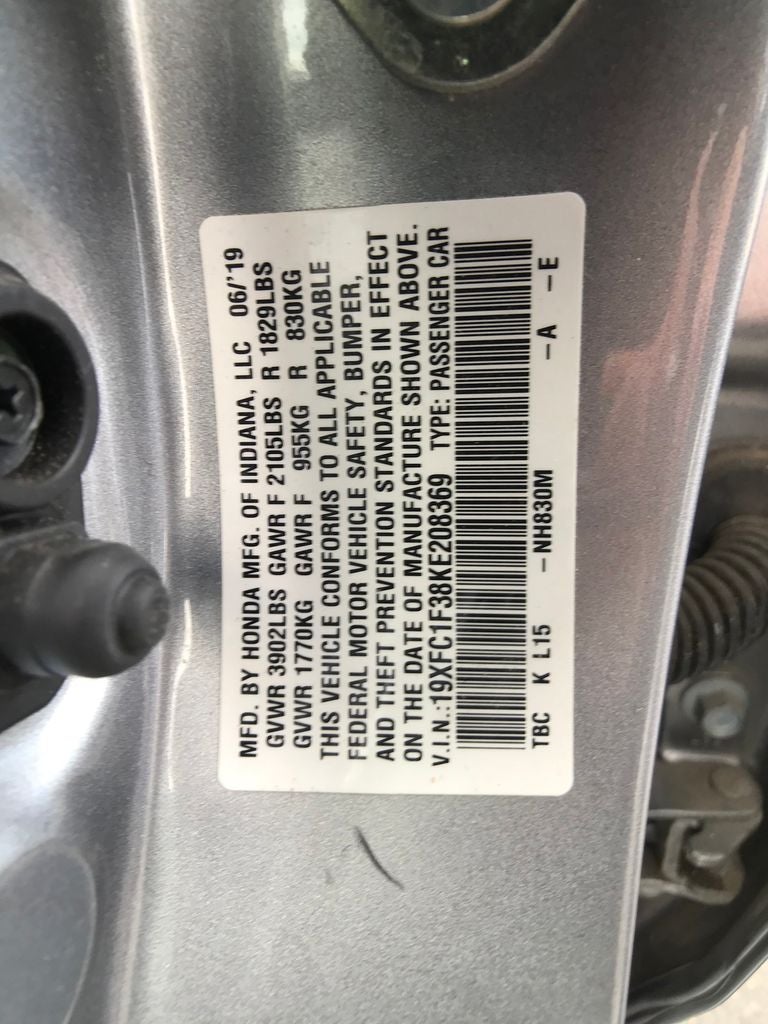 MFD. BY HONDA MFG. OF INDIANA, LLC 06/'19
GVWR 3902LBS GAWR F 2105LBS R 1829LBS
GVWR 1770KG GAWR F 955KG R 830KG
THIS VEHICLE CONFORMS TO ALL APPLICABLE
FEDERAL MOTOR VEHICLE SAFETY, BUMPER,
AND THEFT PREVENTION STANDARDS IN EFFECT
ON THE DATE OF MANUFACTURE SHOWN ABOVE.
V.I.N.:19XFC1F38KE208369 TYPE: PASSENGER CAR
TBC K L15 -NH830M -A -E